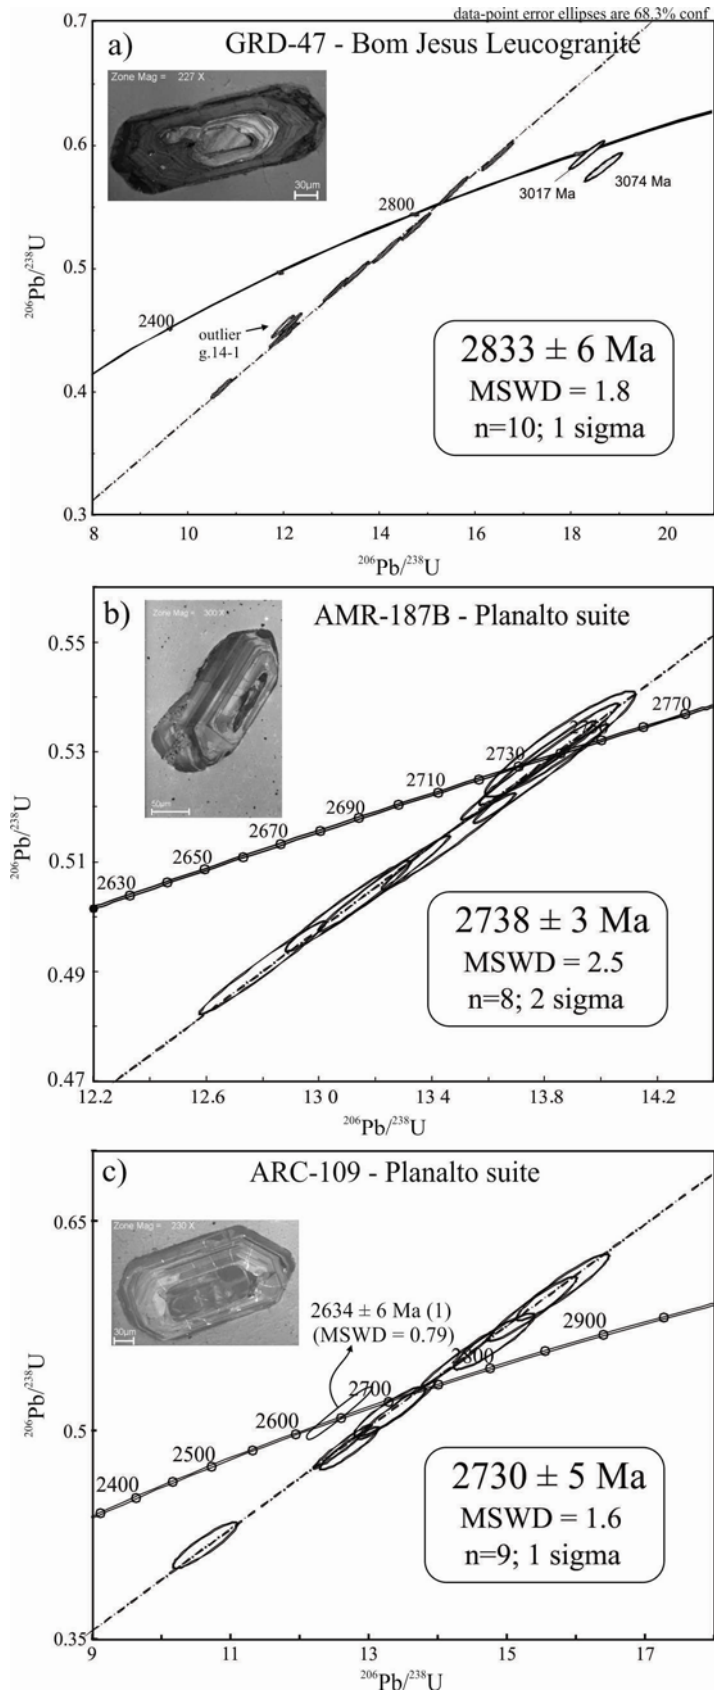 data-point error ellipses are 68.3% conf
a) GRD-47 - Bom Jesus Leucogranite
Zone Mag = 227 X
30µm
0.7
0.6
0.5
0.4
0.3
²⁰⁶Pb/²³⁸U
2400
2800
3017 Ma
3074 Ma
outlier
g.14-1
2833 ± 6 Ma
MSWD = 1.8
n=10; 1 sigma
8 10 12 14 16 18 20
²⁰⁶Pb/²³⁸U
b) AMR-187B - Planalto suite
Zone Mag = 300 X
50µm
0.55
0.53
0.51
0.49
0.47
²⁰⁶Pb/²³⁸U
2630 2650 2670 2690 2710 2730 2770
2738 ± 3 Ma
MSWD = 2.5
n=8; 2 sigma
12.2 12.6 13 0 13 4 13.8 14.2
²⁰⁶Pb/²³⁸U
c) ARC-109 - Planalto suite
Zone Mag = 230 X
30µm
0.65
0.5
0.35
²⁰⁶Pb/²³⁸U
2634 ± 6 Ma (1)
(MSWD = 0.79)
2400 2500 2600 2700 2800 2900
2730 ± 5 Ma
MSWD = 1.6
n=9; 1 sigma
9 11 13 15 17
²⁰⁶Pb/²³⁸U